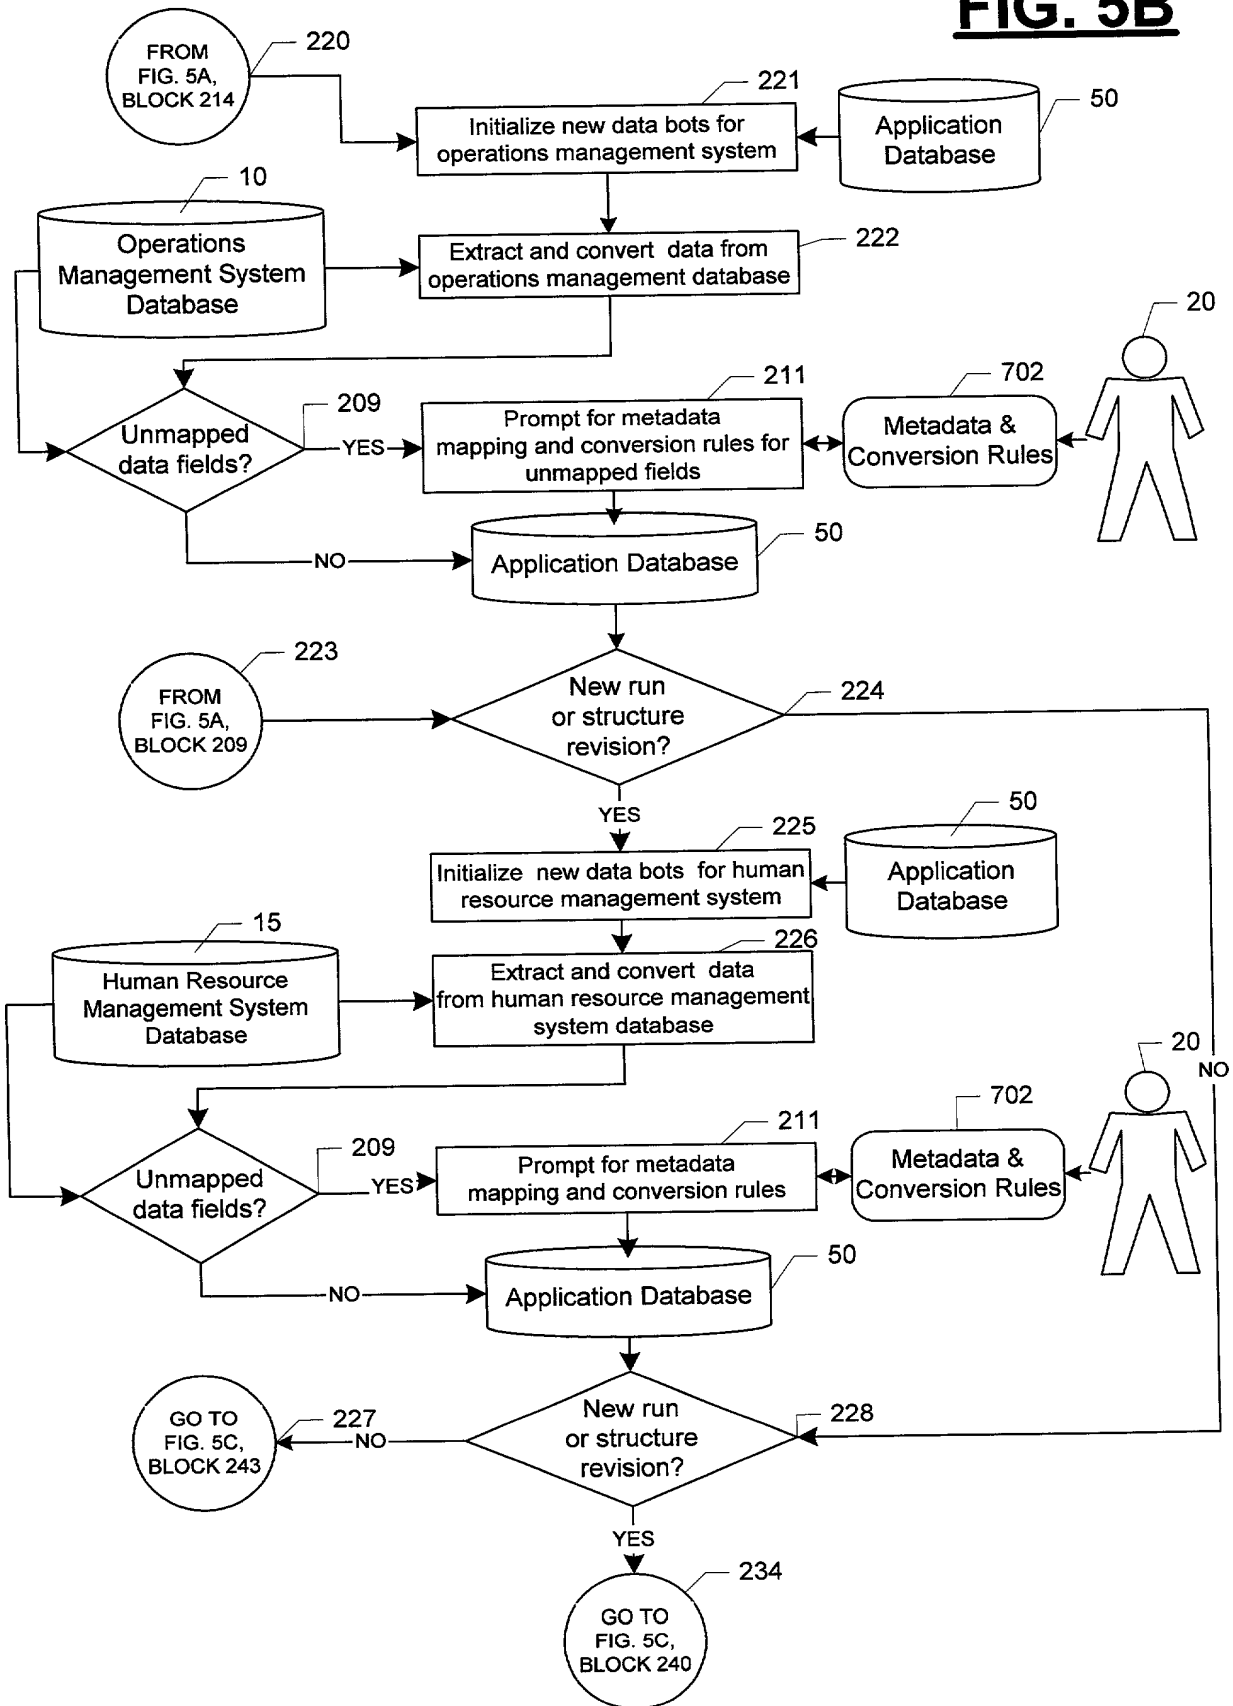 FIG. 5B
FROM
FIG. 5A,
BLOCK 214
220
221
Initialize new data bots for
operations management system
Application
Database
50
10
Operations
Management System
Database
Extract and convert data from
operations management database
222
20
Unmapped
data fields?
209
YES
211
Prompt for metadata
mapping and conversion rules for
unmapped fields
702
Metadata &
Conversion Rules
NO
Application Database
50
223
FROM
FIG. 5A,
BLOCK 209
New run
or structure
revision?
224
YES
NO
225
Initialize new data bots for human
resource management system
50
Application
Database
15
Human Resource
Management System
Database
226
Extract and convert data
from human resource management
system database
20
Unmapped
data fields?
209
YES
211
Prompt for metadata
mapping and conversion rules
702
Metadata &
Conversion Rules
NO
Application Database
50
GO TO
FIG. 5C,
BLOCK 243
227
NO
New run
or structure
revision?
228
YES
234
GO TO
FIG. 5C,
BLOCK 240